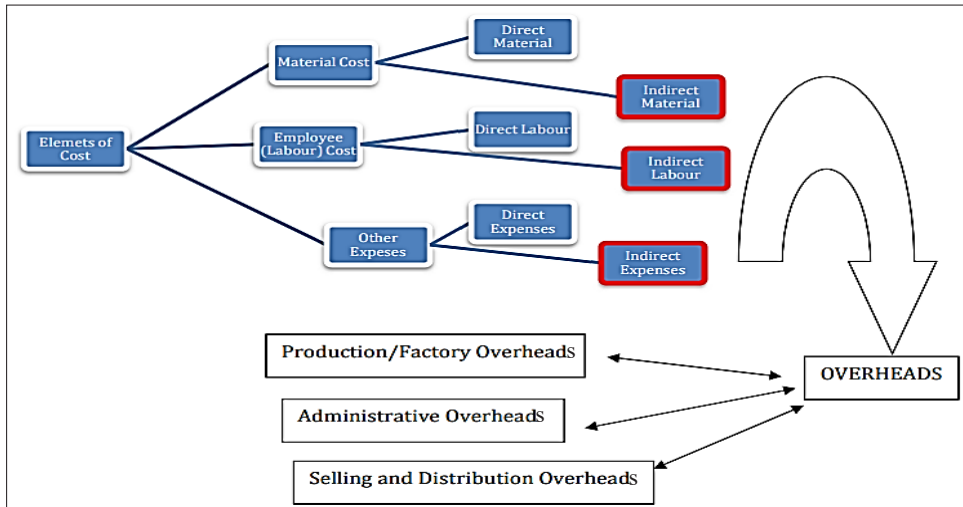 Direct
Material
Material Cost
Indirect
Material
Elemets of
Cost
Employee
(Labour) Cost
Direct Labour
Indirect
Labour
Other
Expeses
Direct
Expenses
Indirect
Expenses
Production/Factory Overheads
OVERHEADS
Administrative Overheads
Selling and Distribution Overheads